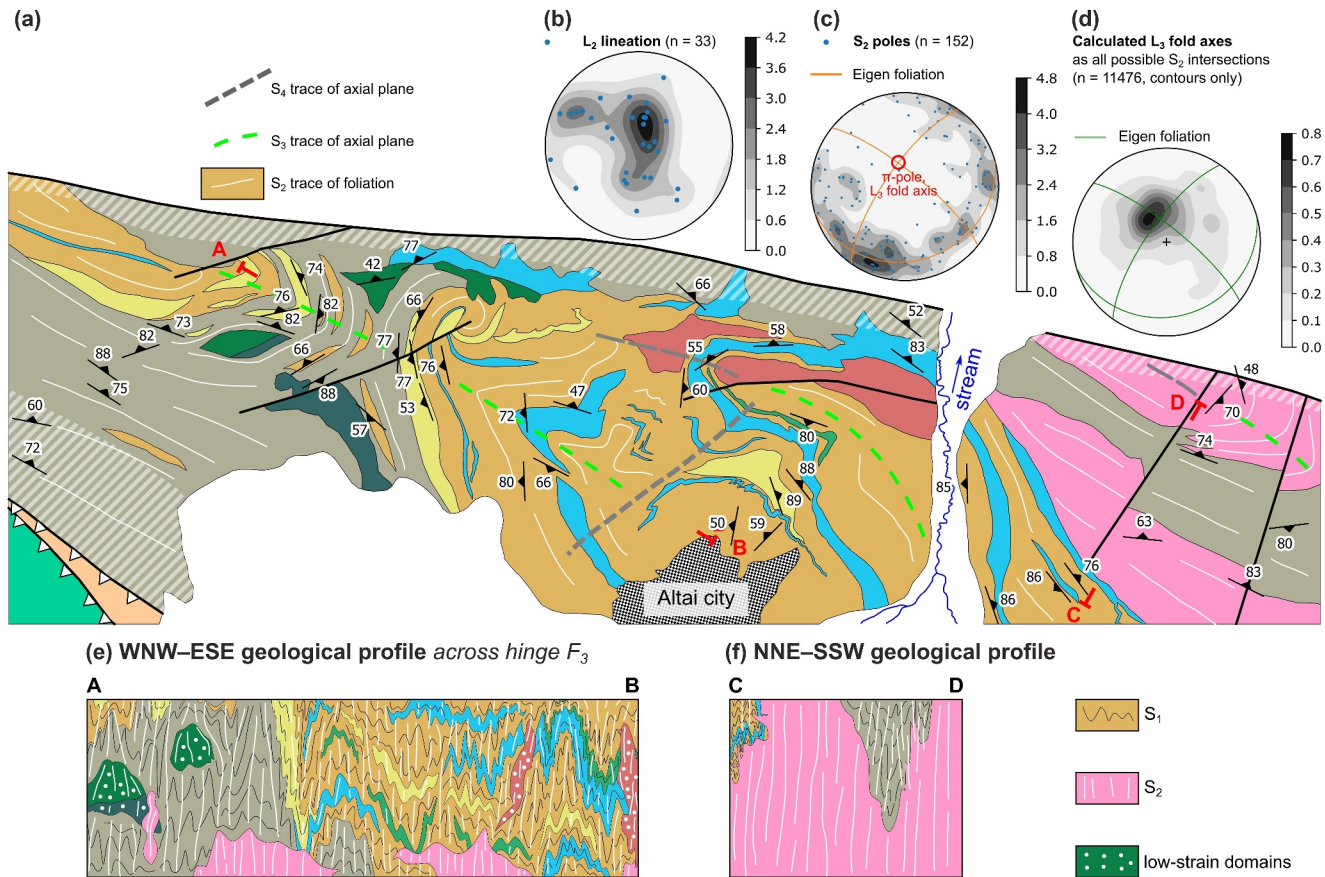 (a)
(b)
(c)
(d)
L₂ lineation (n = 33)
4.2
3.6
3.0
2.4
1.8
1.2
0.6
0.0
S₂ poles (n = 152)
Eigen foliation
π-pole,
L₃ fold axis
4.8
4.2
3.6
2.8
1.8
1.6
0.8
0.0
Calculated L₃ fold axes
as all possible S₂ intersections
(n = 11476, contours only)
Eigen foliation
0.8
0.7
0.6
0.5
0.4
0.3
0.2
0.1
0.0
S₄ trace of axial plane
S₃ trace of axial plane
S₂ trace of foliation
A
77
42
74
76
82
82
73
82
66
88
75
60
72
88
57
77
66
76
77
53
72
47
80
66
66
55
58
60
52
83
80
88
89
50
59
B
85
stream
Altai city
D
48
70
74
63
80
83
76
86
86
C
(e) WNW–ESE geological profile across hinge F₃
A
B
(f) NNE–SSW geological profile
C
D
S₁
S₂
low-strain domains